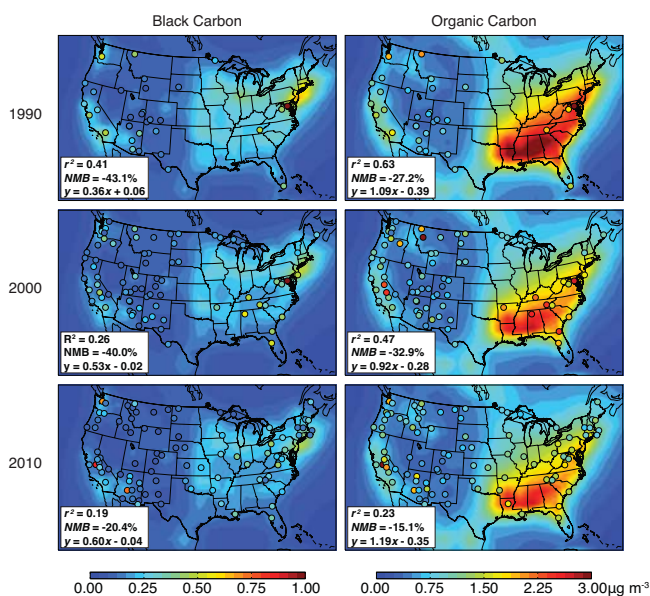 Black Carbon
Organic Carbon
1990
r² = 0.41
NMB = -43.1%
y = 0.36x + 0.06
r² = 0.63
NMB = -27.2%
y = 1.09x - 0.39
2000
R² = 0.26
NMB = -40.0%
y = 0.53x - 0.02
r² = 0.47
NMB = -32.9%
y = 0.92x - 0.28
2010
r² = 0.19
NMB = -20.4%
y = 0.60x - 0.04
r² = 0.23
NMB = -15.1%
y = 1.19x - 0.35
0.00 0.25 0.50 0.75 1.00
0.00 0.75 1.50 2.25 3.00 µg m⁻³